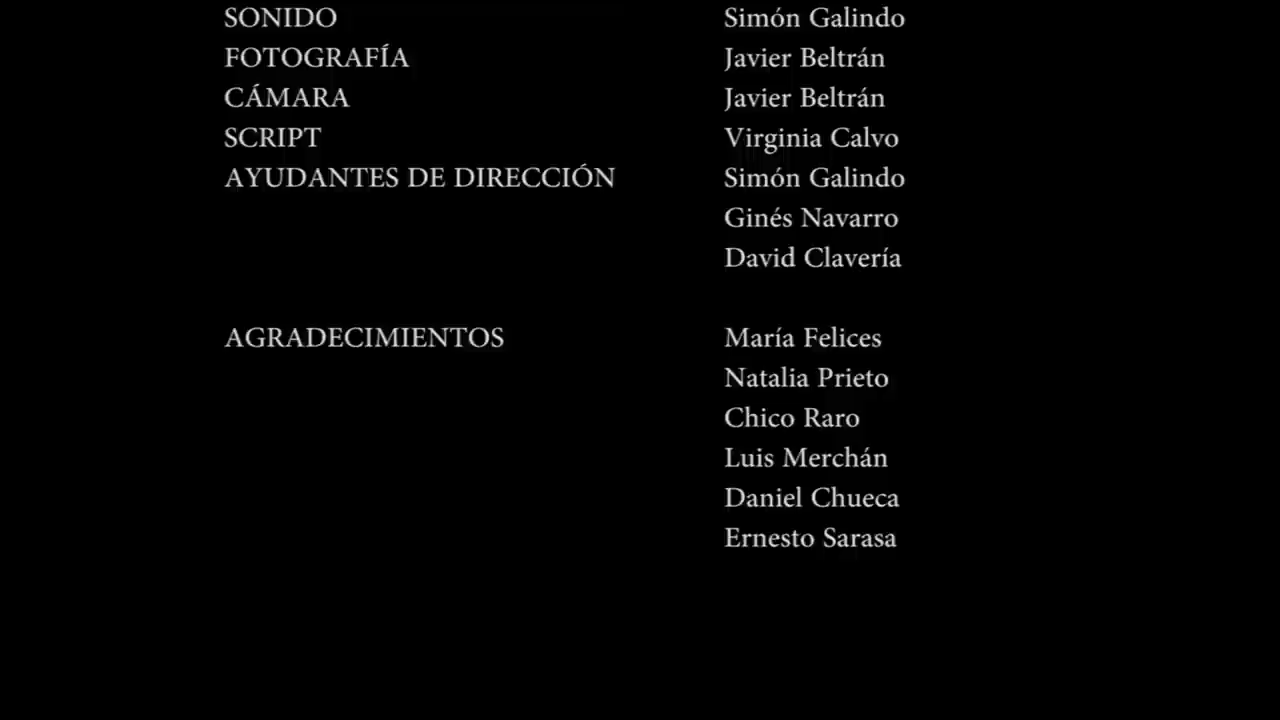 SONIDO Simón Galindo
FOTOGRAFÍA Javier Beltrán
CÁMARA Javier Beltrán
SCRIPT Virginia Calvo
AYUDANTES DE DIRECCIÓN Simón Galindo
Ginés Navarro
David Clavería
AGRADECIMIENTOS María Felices
Natalia Prieto
Chico Raro
Luis Merchán
Daniel Chueca
Ernesto Sarasa